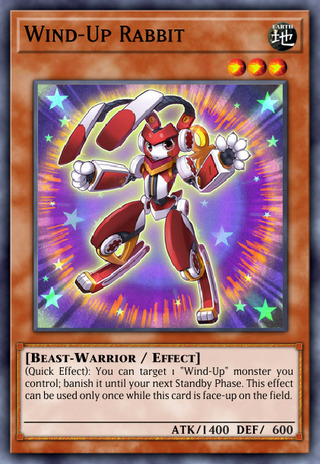 Wind-Up Rabbit
EARTH
地
[Beast-Warrior / Effect]
(Quick Effect): You can target 1 "Wind-Up" monster you
control; banish it until your next Standby Phase. This effect
can be used only once while this card is face-up on the field.
ATK/1400 DEF/ 600